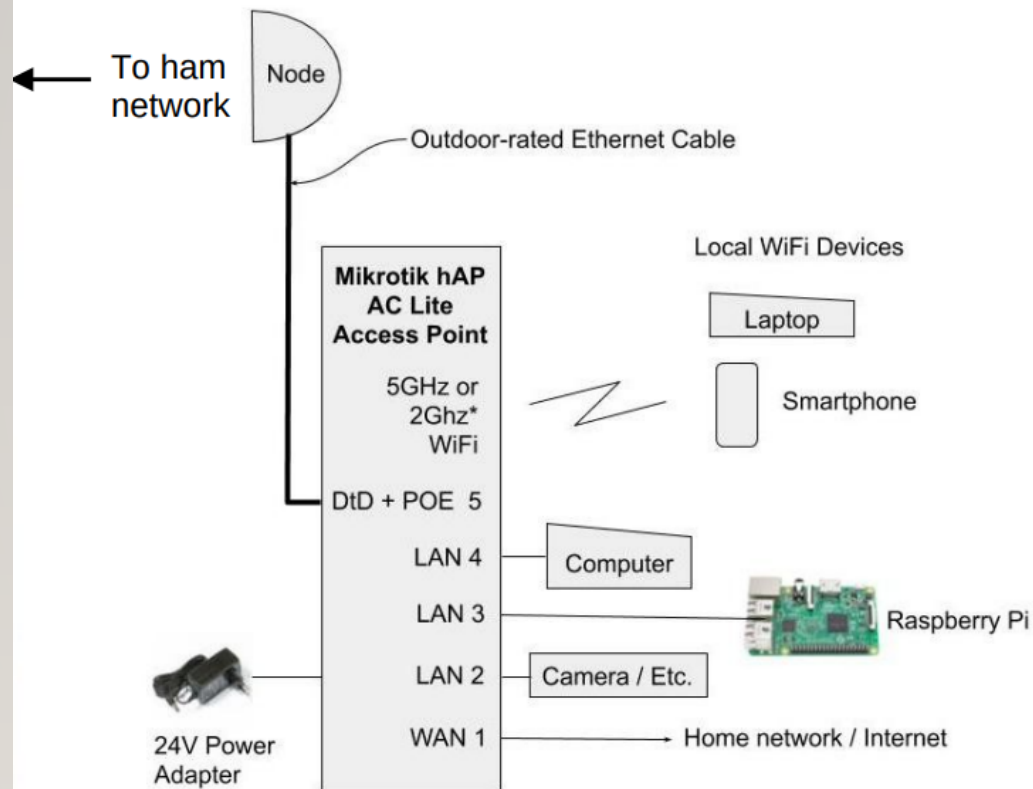 To ham
network
Node
Outdoor-rated Ethernet Cable
Local WiFi Devices
Mikrotik hAP
AC Lite
Access Point
Laptop
5GHz or
2Ghz*
WiFi
Smartphone
DtD + POE 5
LAN 4
Computer
LAN 3
Raspberry Pi
LAN 2
Camera / Etc.
24V Power
Adapter
WAN 1
Home network / Internet